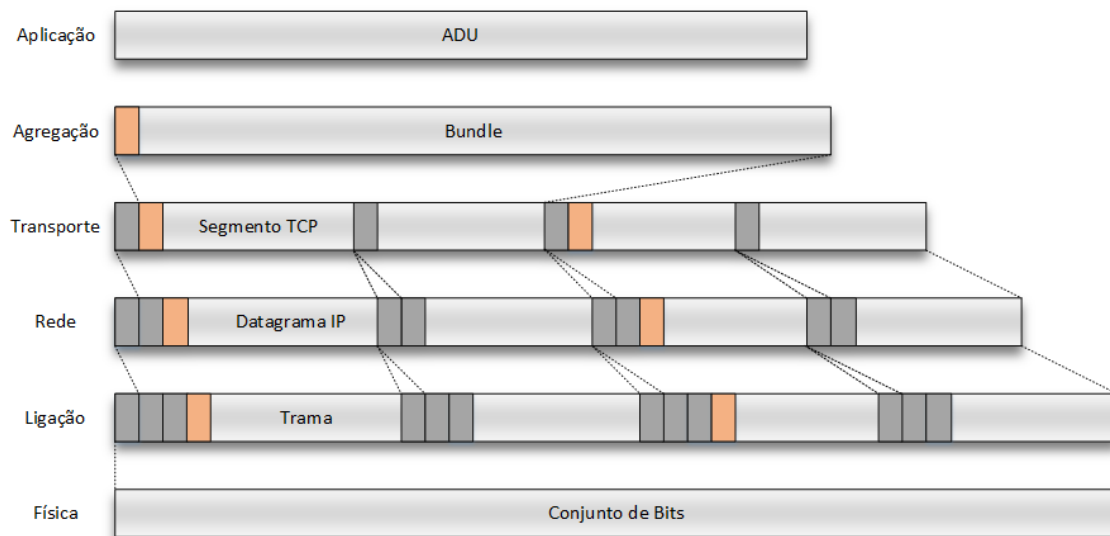 Aplicação
ADU
Agregação
Bundle
Transporte
Segmento TCP
Rede
Datagrama IP
Ligação
Trama
Física
Conjunto de Bits